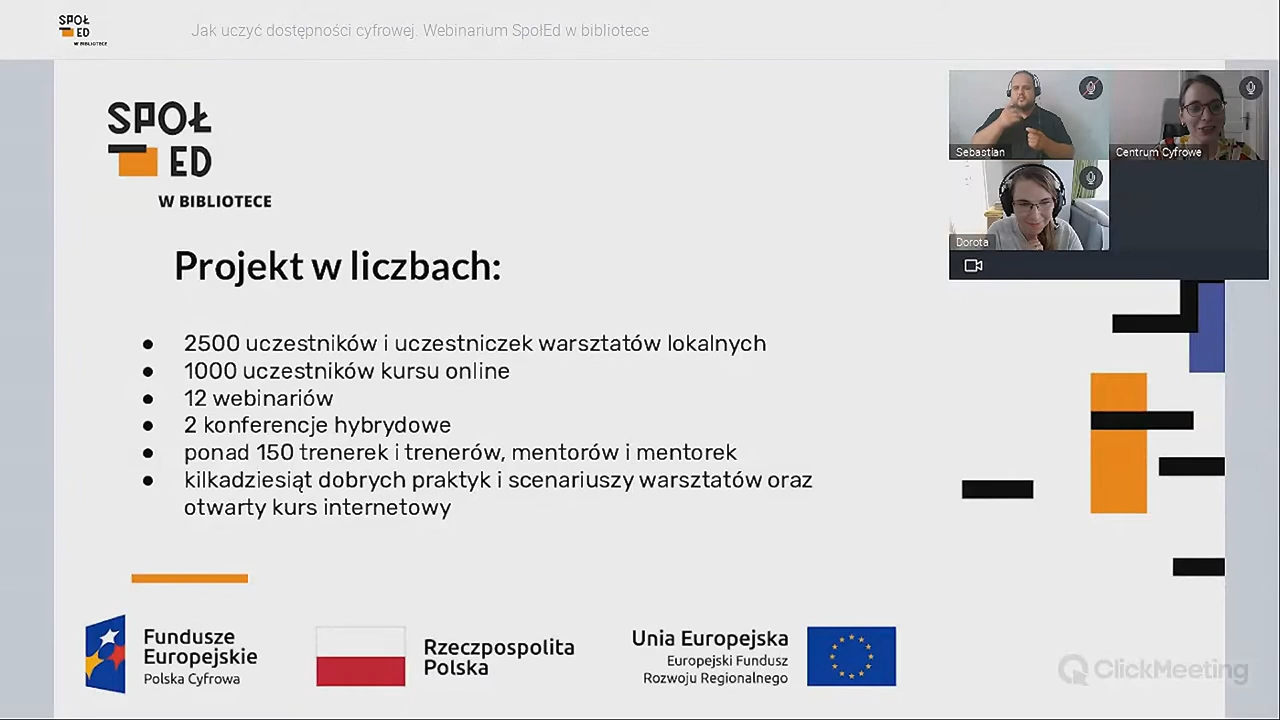 SPOŁ
ED
W BIBLIOTECE
Jak uczyć dostępności cyfrowej. Webinarium SpołEd w bibliotece
SPOŁ
ED
W BIBLIOTECE
Sebastian
Centrum Cyfrowe
Dorota
Projekt w liczbach:
● 2500 uczestników i uczestniczek warsztatów lokalnych
● 1000 uczestników kursu online
● 12 webinariów
● 2 konferencje hybrydowe
● ponad 150 trenerek i trenerów, mentorów i mentorek
● kilkadziesiąt dobrych praktyk i scenariuszy warsztatów oraz
otwarty kurs internetowy
Fundusze
Europejskie
Polska Cyfrowa
Rzeczpospolita
Polska
Unia Europejska
Europejski Fundusz
Rozwoju Regionalnego
ClickMeeting